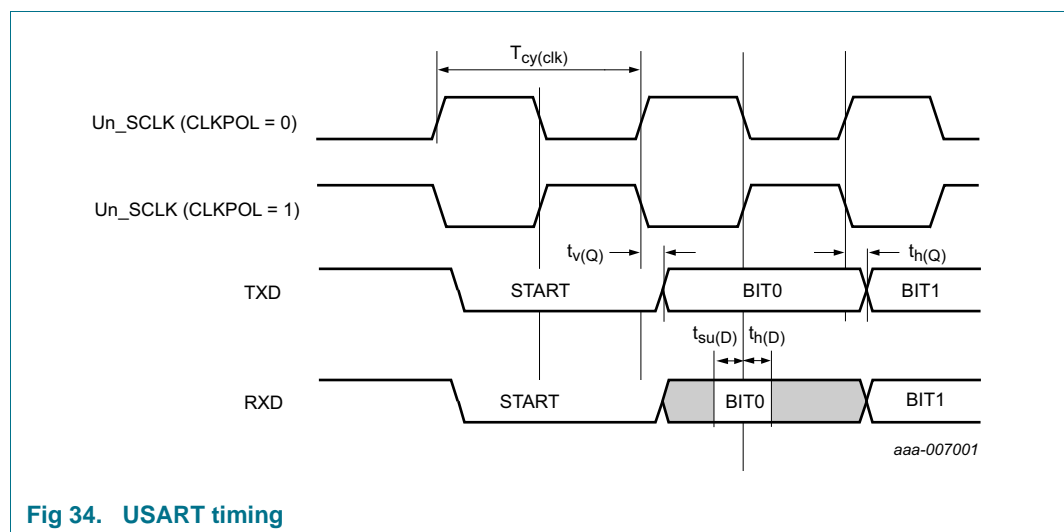 Tcy(clk)
Un_SCLK (CLKPOL = 0)
Un_SCLK (CLKPOL = 1)
tv(Q)
th(Q)
TXD
START
BIT0
BIT1
tsu(D)
th(D)
RXD
START
BIT0
BIT1
aaa-007001
Fig 34. USART timing